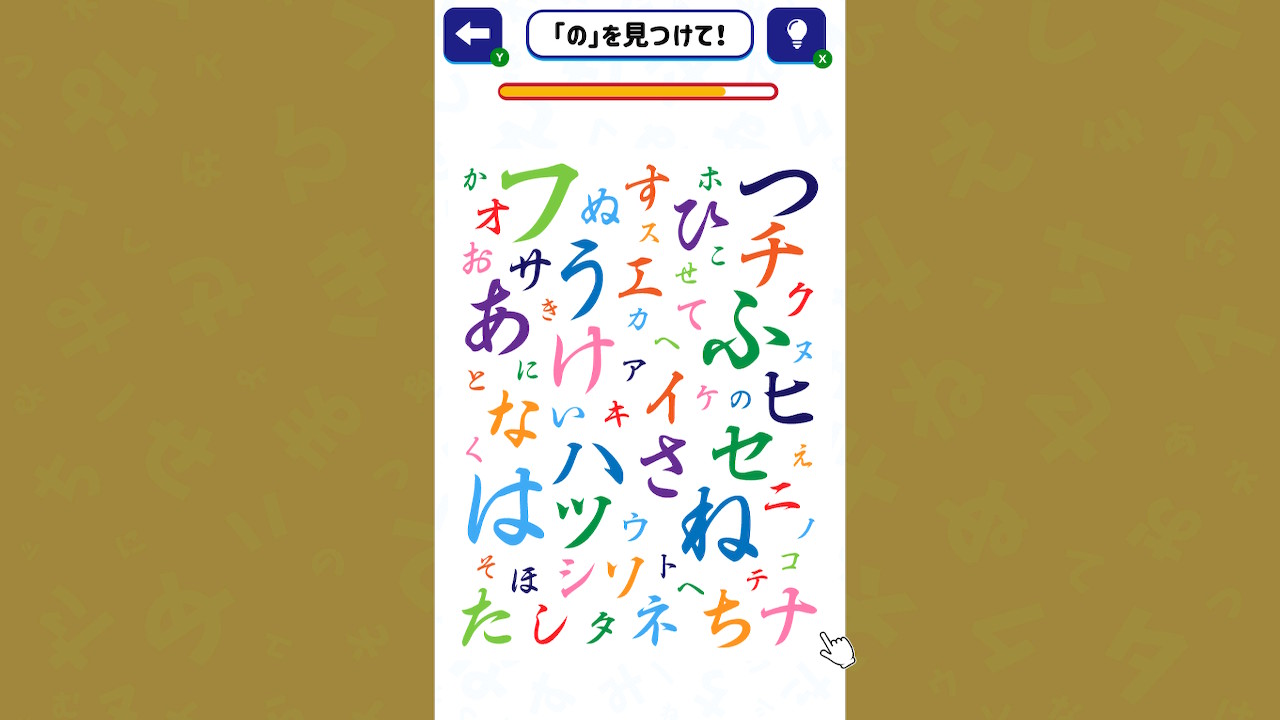 「の」を見つけて!
Y
X
か フ ぬ す ホ つ
オ ス ひ チ
お サ う エ せ こ
あ き カ て ふ ク
け へ ヌ
と に ア
な い キ イ ケ の ヒ
く ハ さ セ え
は ツ ウ ね ニ ノ
そ ほ シ ソ ト へ テ コ
た し タ ネ ち ナ